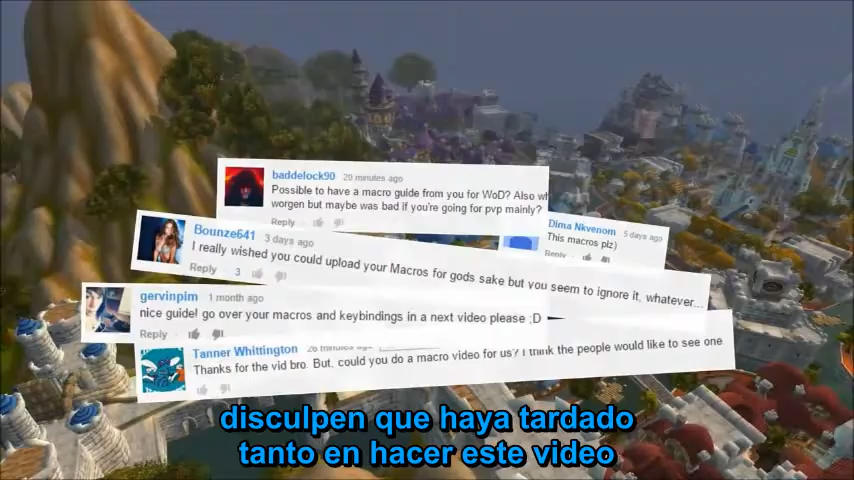 baddelock90 20 minutes ago
Possible to have a macro guide from you for WoD? Also
worgen but maybe was bad if you're going for pvp mainly?
Reply
Dima Nkvenom 5 days ago
This macros plz)
Reply
Bounze641 3 days ago
I really wished you could upload your Macros for gods sake but you seem to ignore it, whatever...
Reply 3
gervinpim 1 month ago
nice guide! go over your macros and keybindings in a next video please ;D
Reply
Tanner Whittington 26 minutes ago
Thanks for the vid bro. But, could you do a macro video for us? I think the people would like to see one
disculpen que haya tardado
tanto en hacer este video